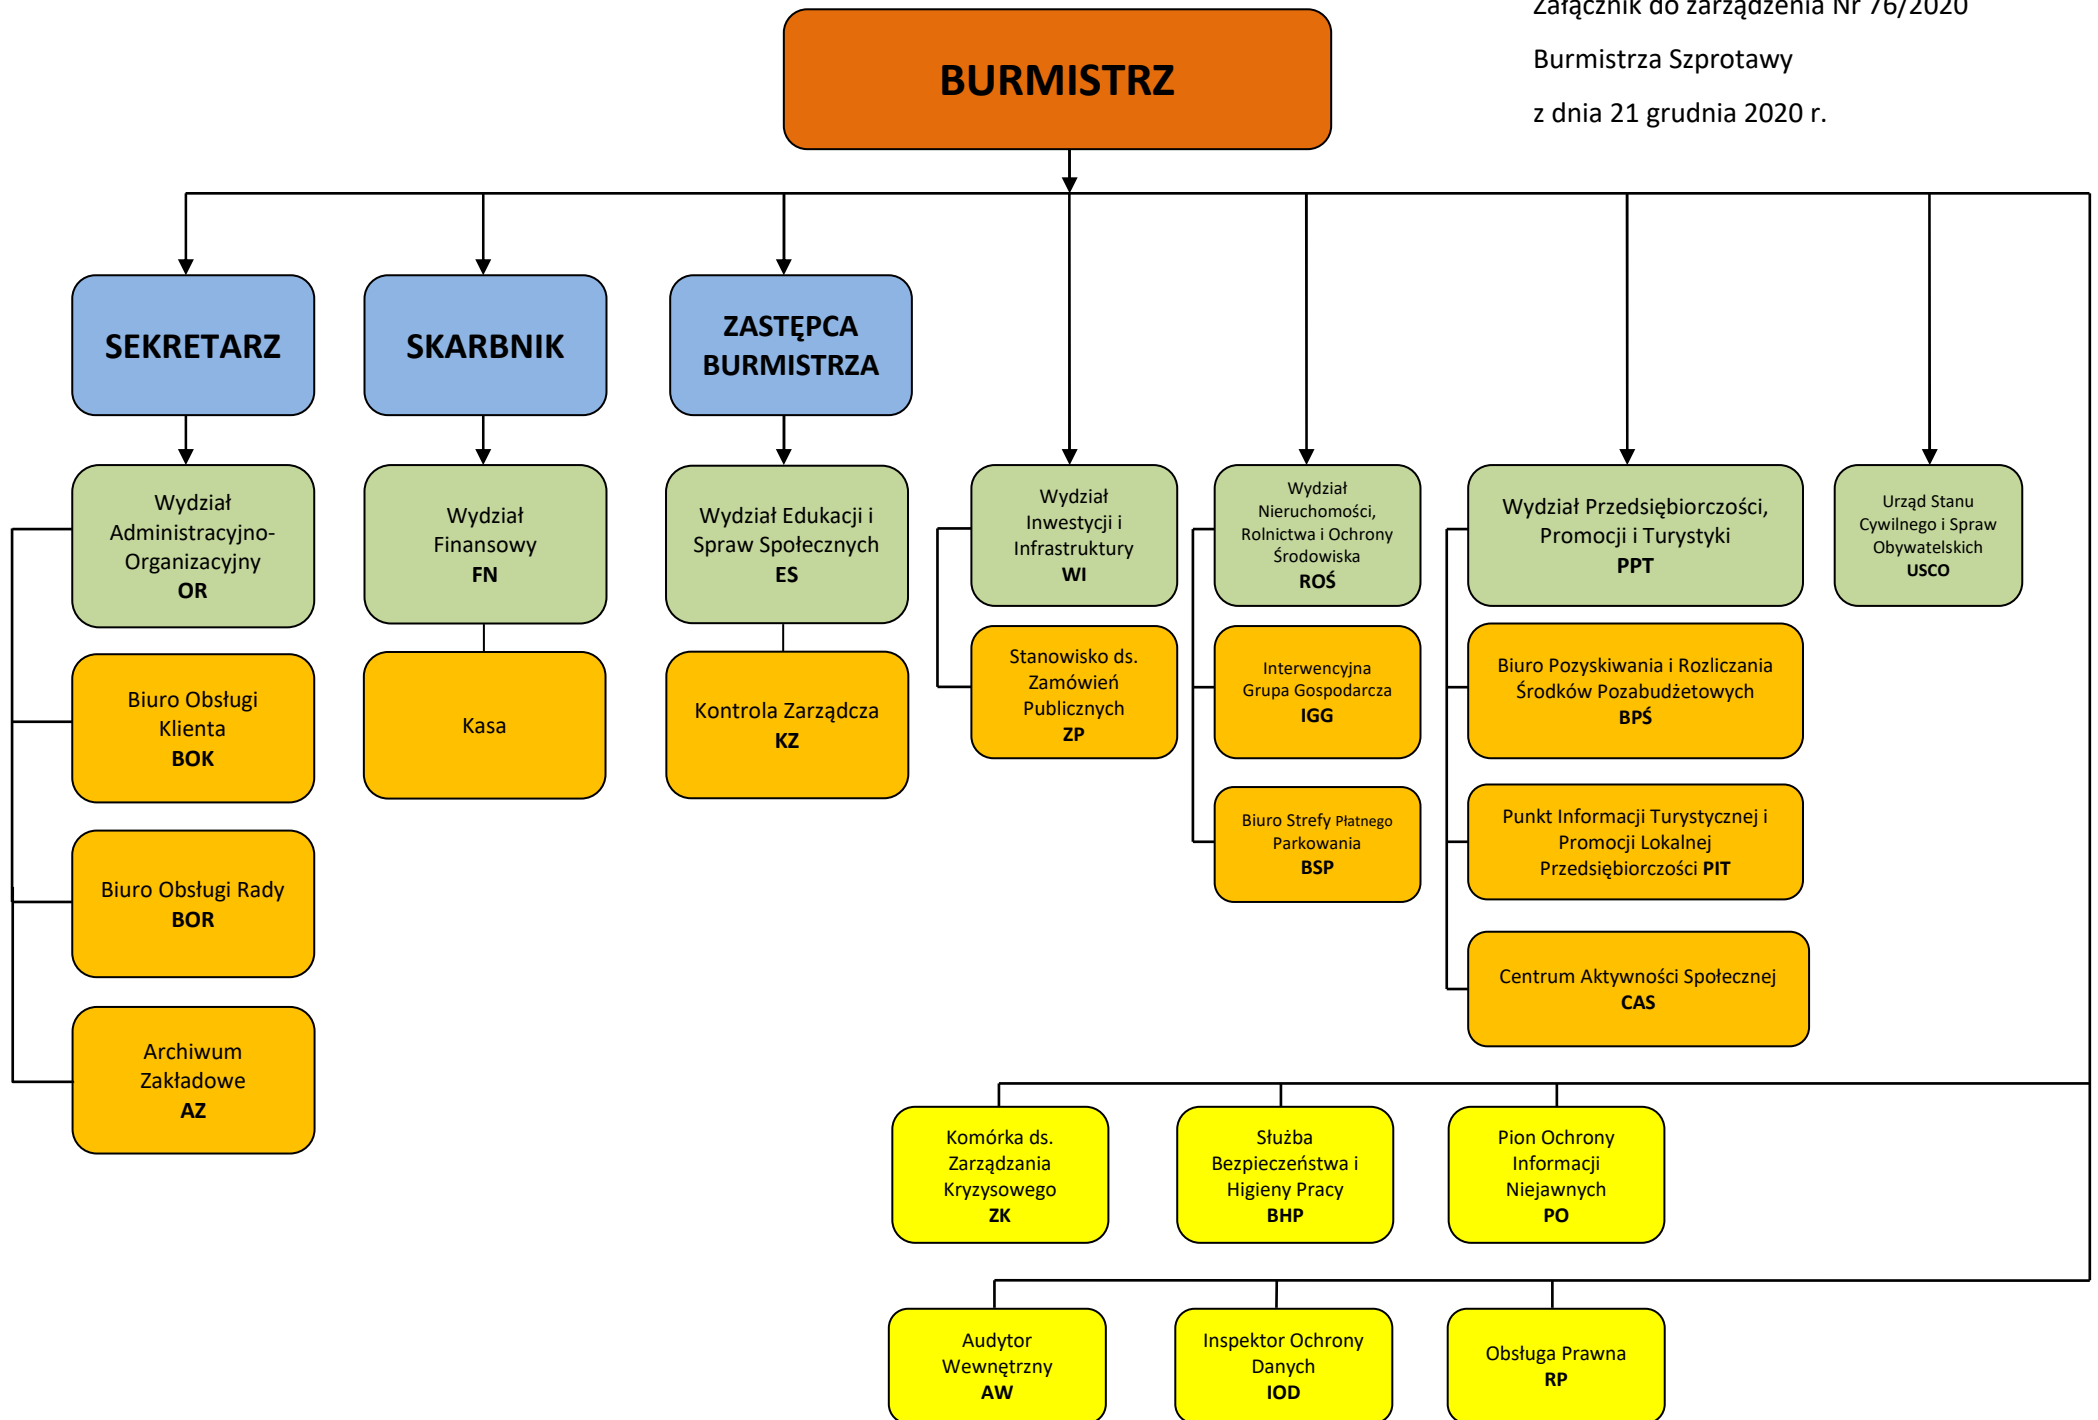 Załącznik do zarządzenia Nr 76/2020
Burmistrza Szprotawy
z dnia 21 grudnia 2020 r.
BURMISTRZ
SEKRETARZ
SKARBNIK
ZASTĘPCA
BURMISTRZA
Wydział
Administracyjno-
Organizacyjny
OR
Wydział
Finansowy
FN
Wydział Edukacji i
Spraw Społecznych
ES
Wydział
Inwestycji i
Infrastruktury
WI
Wydział
Nieruchomości,
Rolnictwa i Ochrony
Środowiska
ROŚ
Wydział Przedsiębiorczości,
Promocji i Turystyki
PPT
Urząd Stanu
Cywilnego i Spraw
Obywatelskich
USCO
Biuro Obsługi
Klienta
BOK
Kasa
Kontrola Zarządcza
KZ
Stanowisko ds.
Zamówień
Publicznych
ZP
Interwencyjna
Grupa Gospodarcza
IGG
Biuro Pozyskiwania i Rozliczania
Środków Pozabudżetowych
BPŚ
Biuro Obsługi Rady
BOR
Biuro Strefy Płatnego
Parkowania
BSP
Punkt Informacji Turystycznej i
Promocji Lokalnej
Przedsiębiorczości PIT
Centrum Aktywności Społecznej
CAS
Archiwum
Zakładowe
AZ
Komórka ds.
Zarządzania
Kryzysowego
ZK
Służba
Bezpieczeństwa i
Higieny Pracy
BHP
Pion Ochrony
Informacji
Niejawnych
PO
Audytor
Wewnętrzny
AW
Inspektor Ochrony
Danych
IOD
Obsługa Prawna
RP